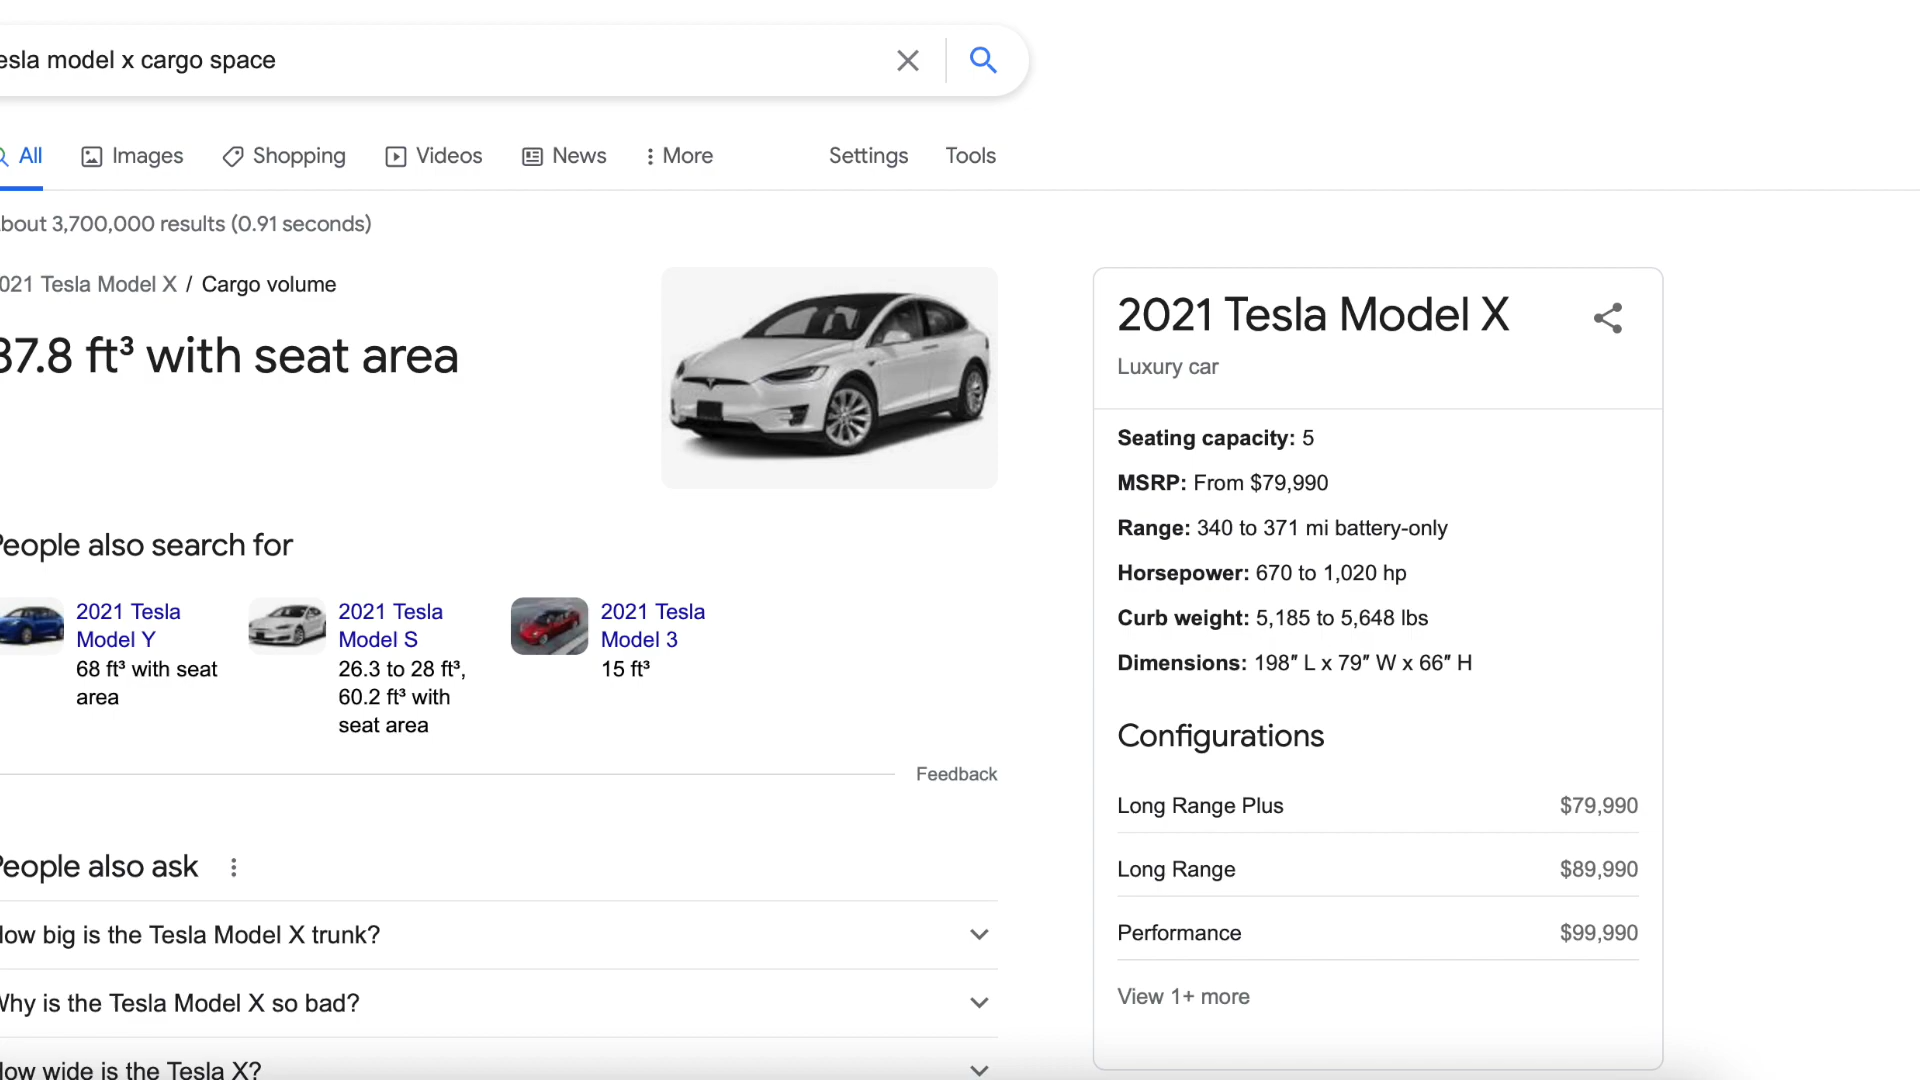 esla model x cargo space
All
Images
Shopping
Videos
News
More
Settings
Tools
bout 3,700,000 results (0.91 seconds)
021 Tesla Model X / Cargo volume
37.8 ft³ with seat area
People also search for
2021 Tesla
Model Y
68 ft³ with seat
area
2021 Tesla
Model S
26.3 to 28 ft³,
60.2 ft³ with
seat area
2021 Tesla
Model 3
15 ft³
Feedback
People also ask
How big is the Tesla Model X trunk?
Why is the Tesla Model X so bad?
How wide is the Tesla X?
2021 Tesla Model X
Luxury car
Seating capacity: 5
MSRP: From $79,990
Range: 340 to 371 mi battery-only
Horsepower: 670 to 1,020 hp
Curb weight: 5,185 to 5,648 lbs
Dimensions: 198″ L x 79″ W x 66″ H
Configurations
Long Range Plus $79,990
Long Range $89,990
Performance $99,990
View 1+ more